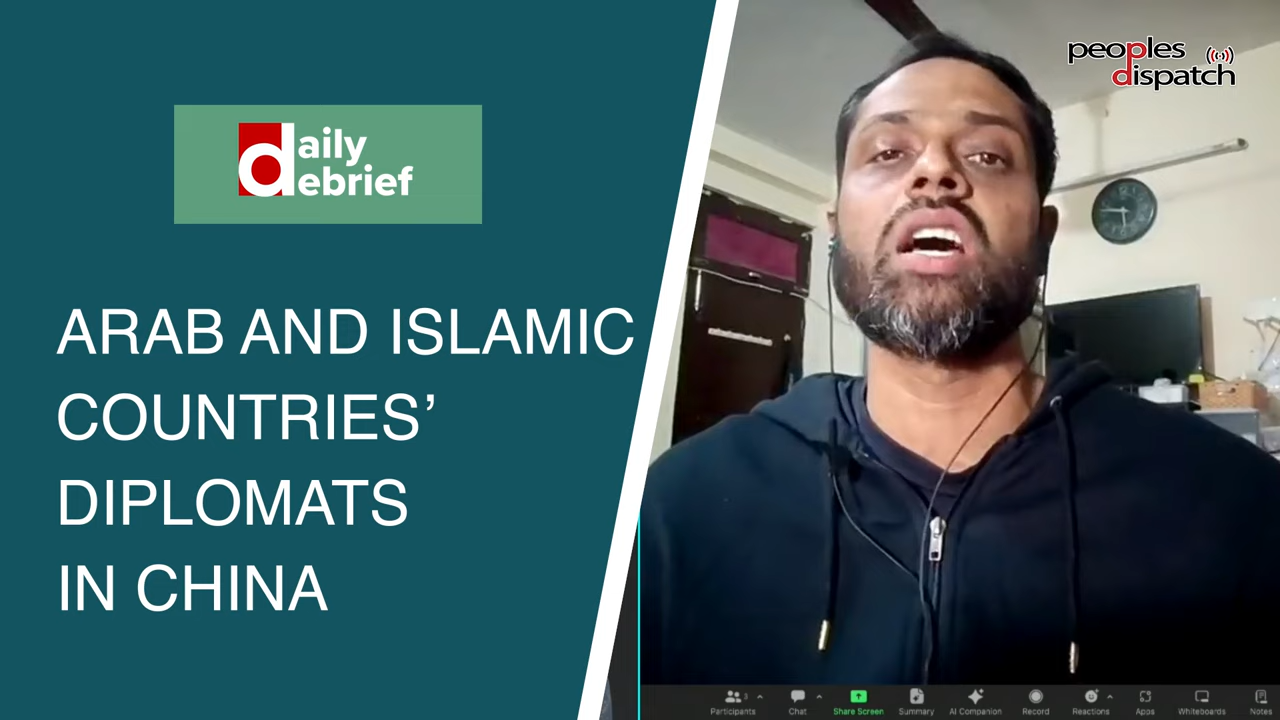 daily
debrief
ARAB AND ISLAMIC
COUNTRIES’
DIPLOMATS
IN CHINA
peoples
dispatch
Participants
3
Chat
Share Screen
Summary
AI Companion
Record
Reactions
Apps
Whiteboards
Notes